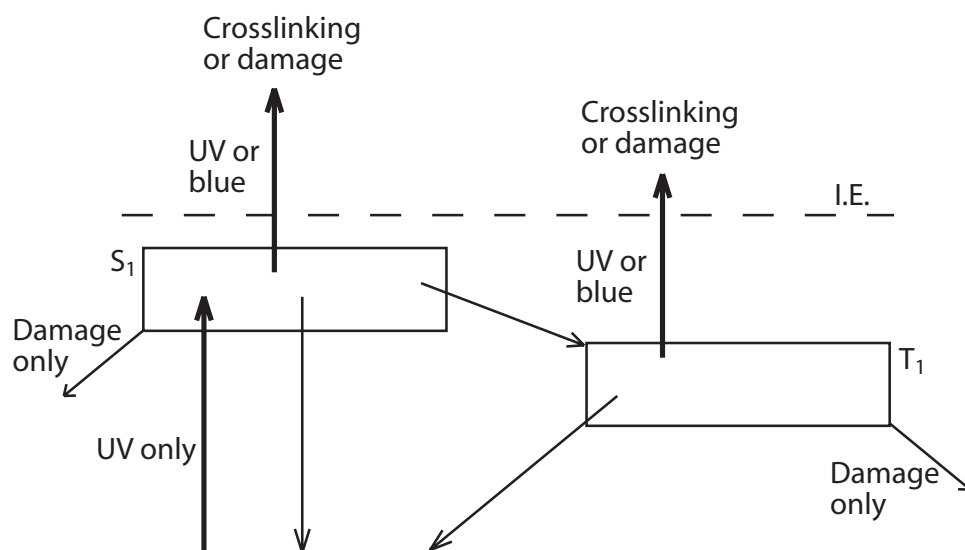 Crosslinking
or damage
Crosslinking
or damage
UV or
blue
I.E.
S₁
UV or
blue
Damage
only
T₁
UV only
Damage
only